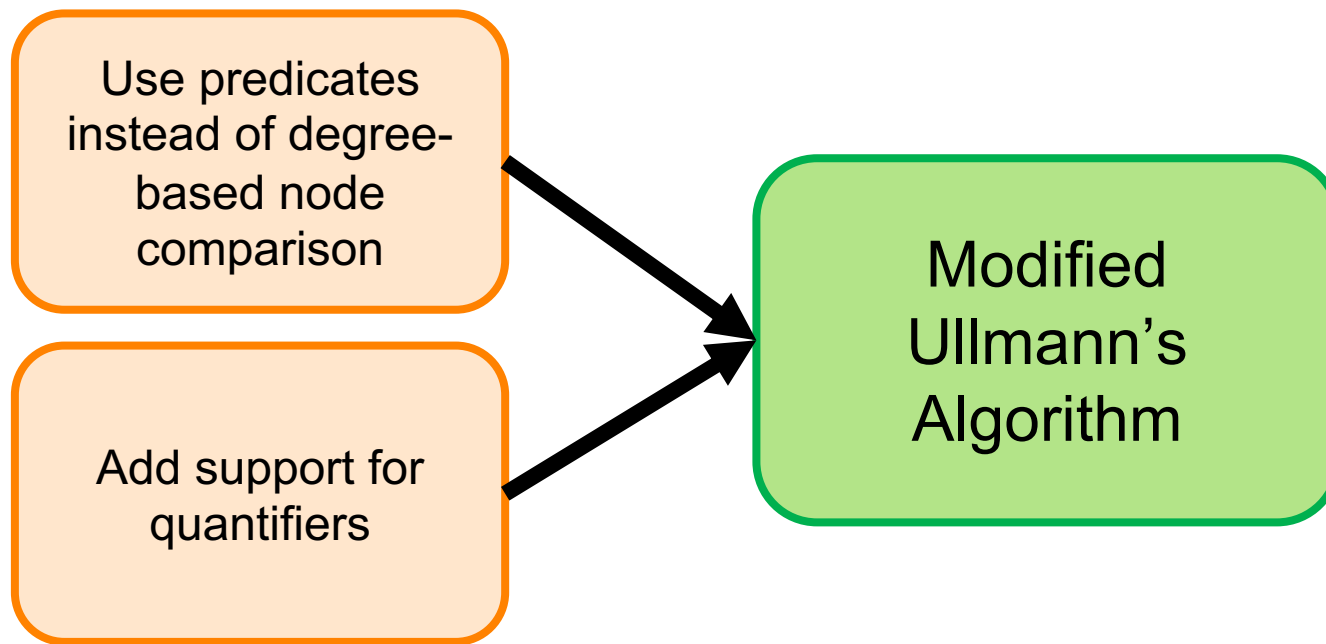 Use predicates
instead of degree-
based node
comparison
Add support for
quantifiers
Modified
Ullmann’s
Algorithm